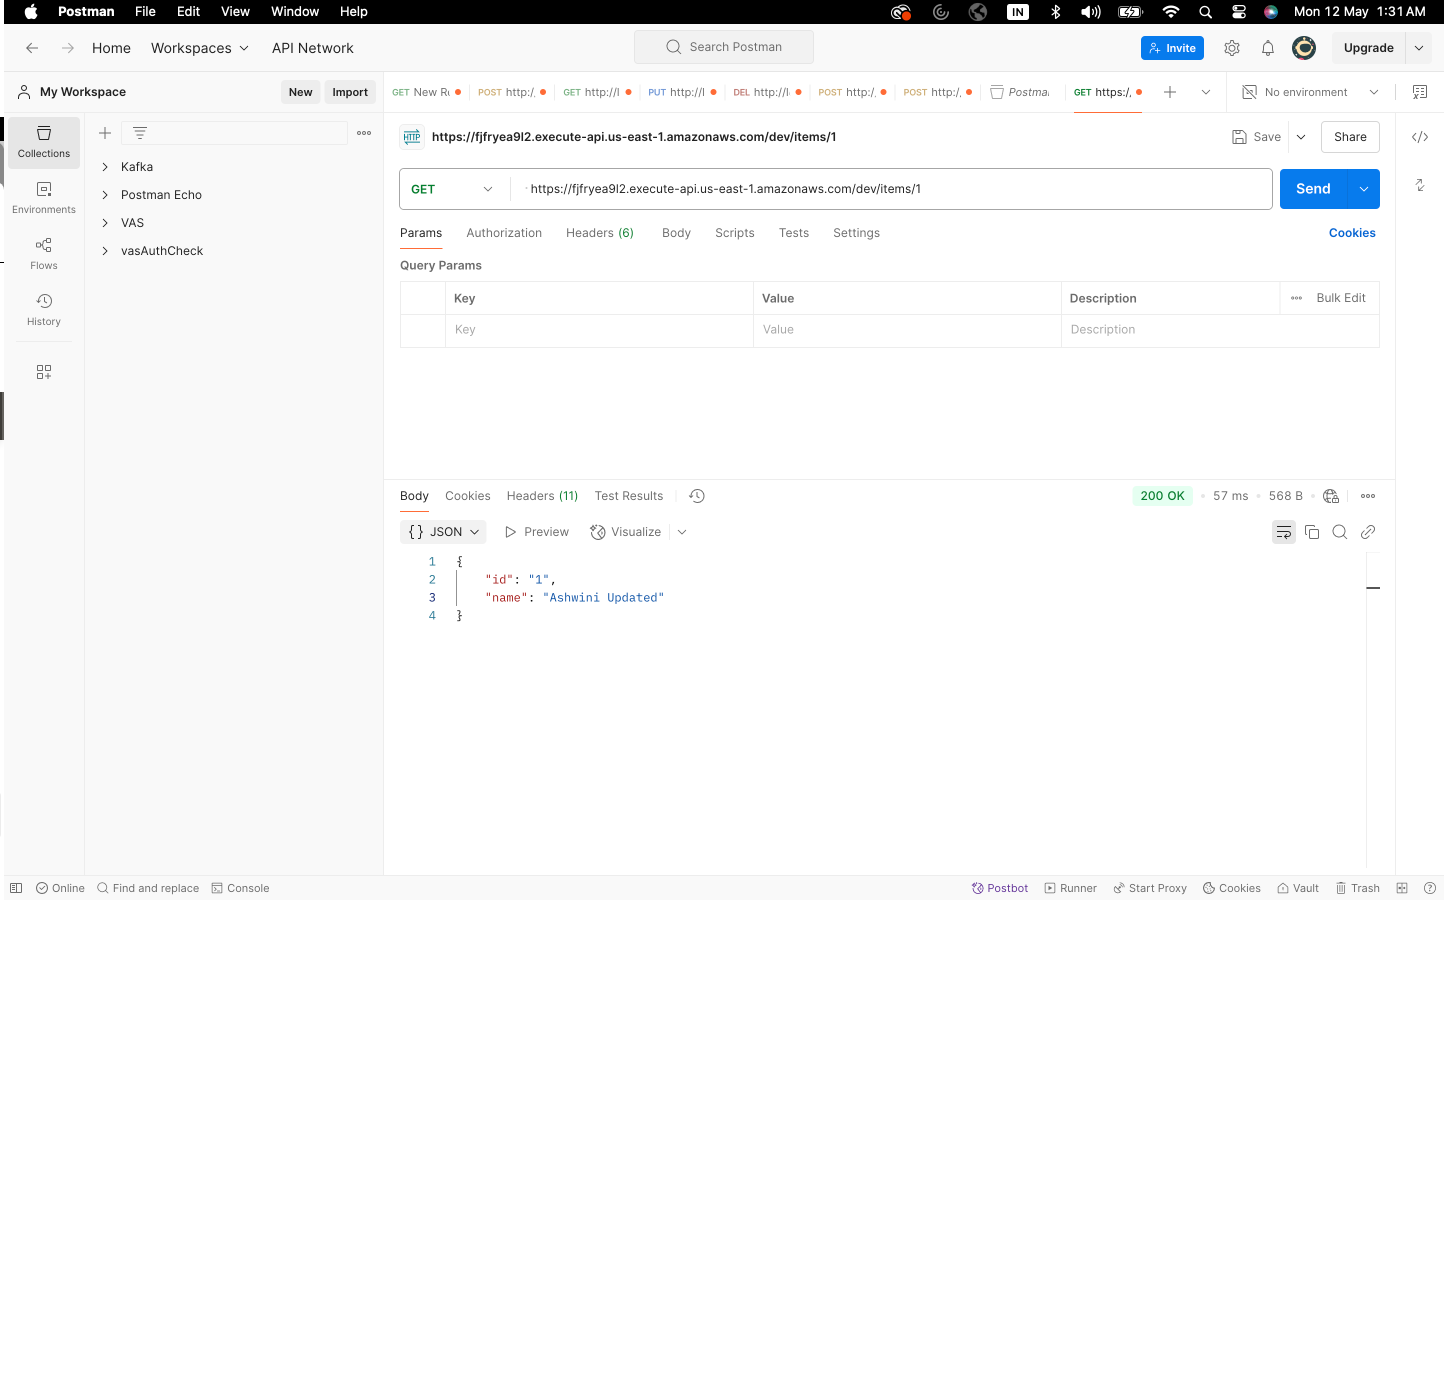 Postman File Edit View Window Help IN Mon 12 May 1:31 AM
Home Workspaces API Network Search Postman Invite Upgrade
My Workspace New Import GET New R POST http:/ GET http://l PUT http://l DEL http://l POST http:/ POST http:/ Postma GET https:/ No environment
Collections
Environments
Flows
History
Kafka
Postman Echo
VAS
vasAuthCheck
HTTP https://fjfryea9l2.execute-api.us-east-1.amazonaws.com/dev/items/1 Save Share
GET https://fjfryea9l2.execute-api.us-east-1.amazonaws.com/dev/items/1 Send
Params Authorization Headers (6) Body Scripts Tests Settings Cookies
Query Params
Key Value Description Bulk Edit
Key Value Description
Body Cookies Headers (11) Test Results 200 OK 57 ms 568 B
{} JSON Preview Visualize
1 {
2 "id": "1",
3 "name": "Ashwini Updated"
4 }
Online Find and replace Console Postbot Runner Start Proxy Cookies Vault Trash